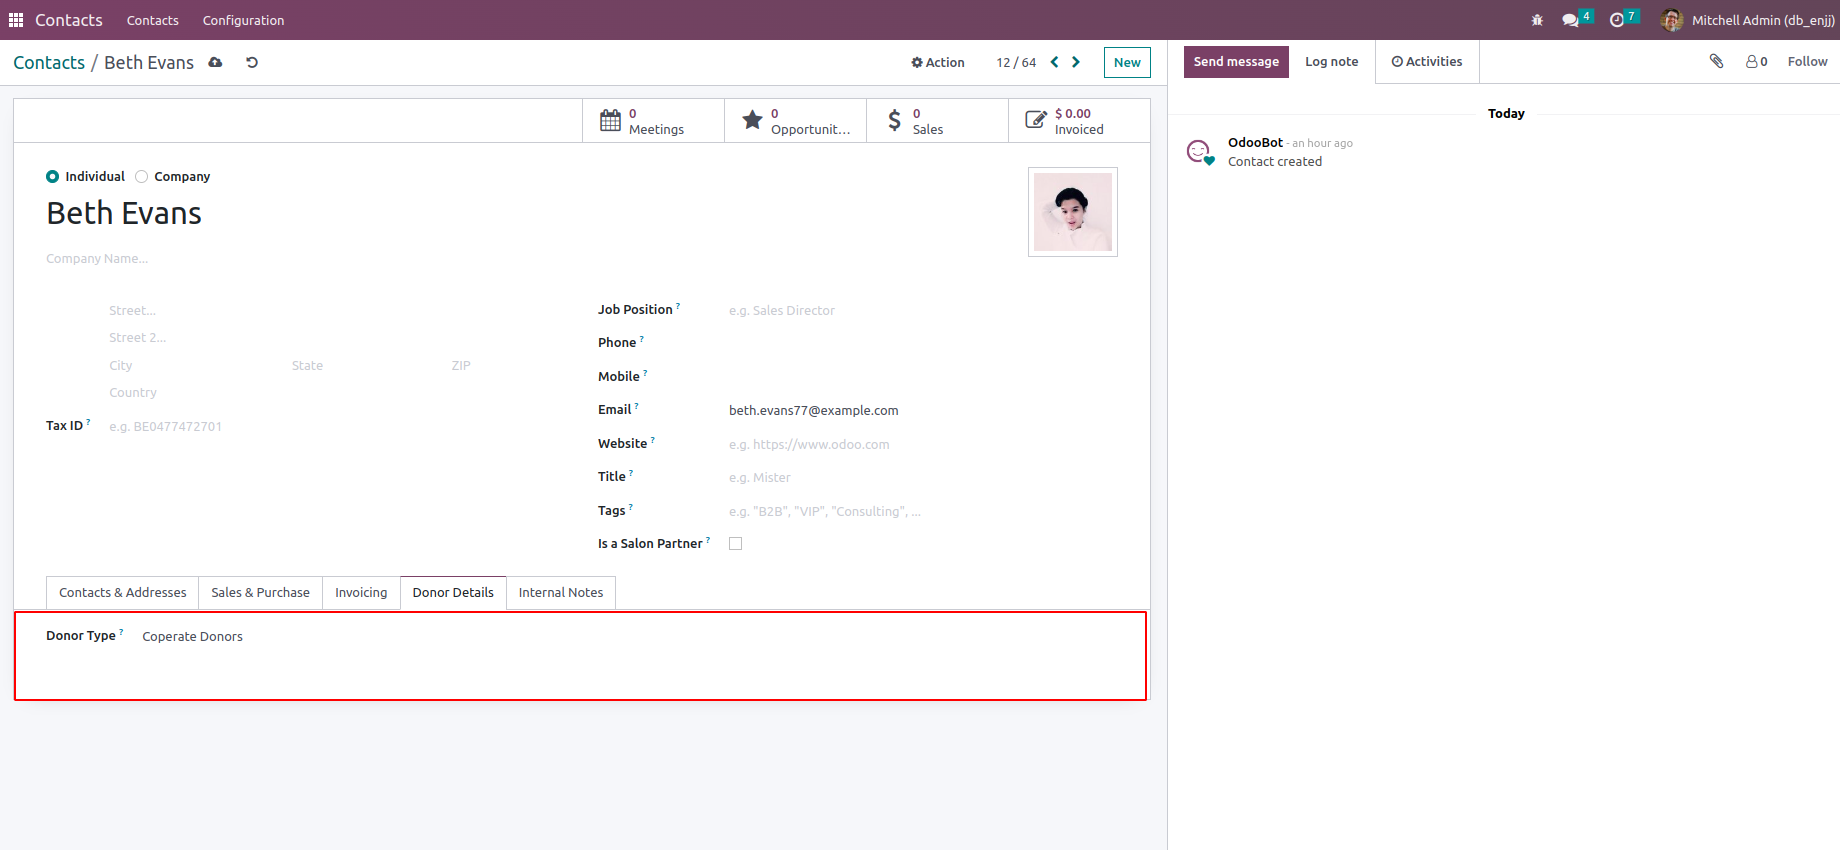 Contacts Contacts Configuration 4 7 Mitchell Admin (db_enjj)
Contacts / Beth Evans Action 12 / 64 New
Send message Log note Activities 0 Follow
0 Meetings
0 Opportunit...
0 Sales
$ 0.00 Invoiced
Individual Company
Beth Evans
Company Name...
Street...
Street 2...
City State ZIP
Country
Tax ID ? e.g. BE0477472701
Job Position ? e.g. Sales Director
Phone ?
Mobile ?
Email ? beth.evans77@example.com
Website ? e.g. https://www.odoo.com
Title ? e.g. Mister
Tags ? e.g. "B2B", "VIP", "Consulting", ...
Is a Salon Partner ?
Contacts & Addresses Sales & Purchase Invoicing Donor Details Internal Notes
Donor Type ? Coperate Donors
Today
OdooBot - an hour ago
Contact created